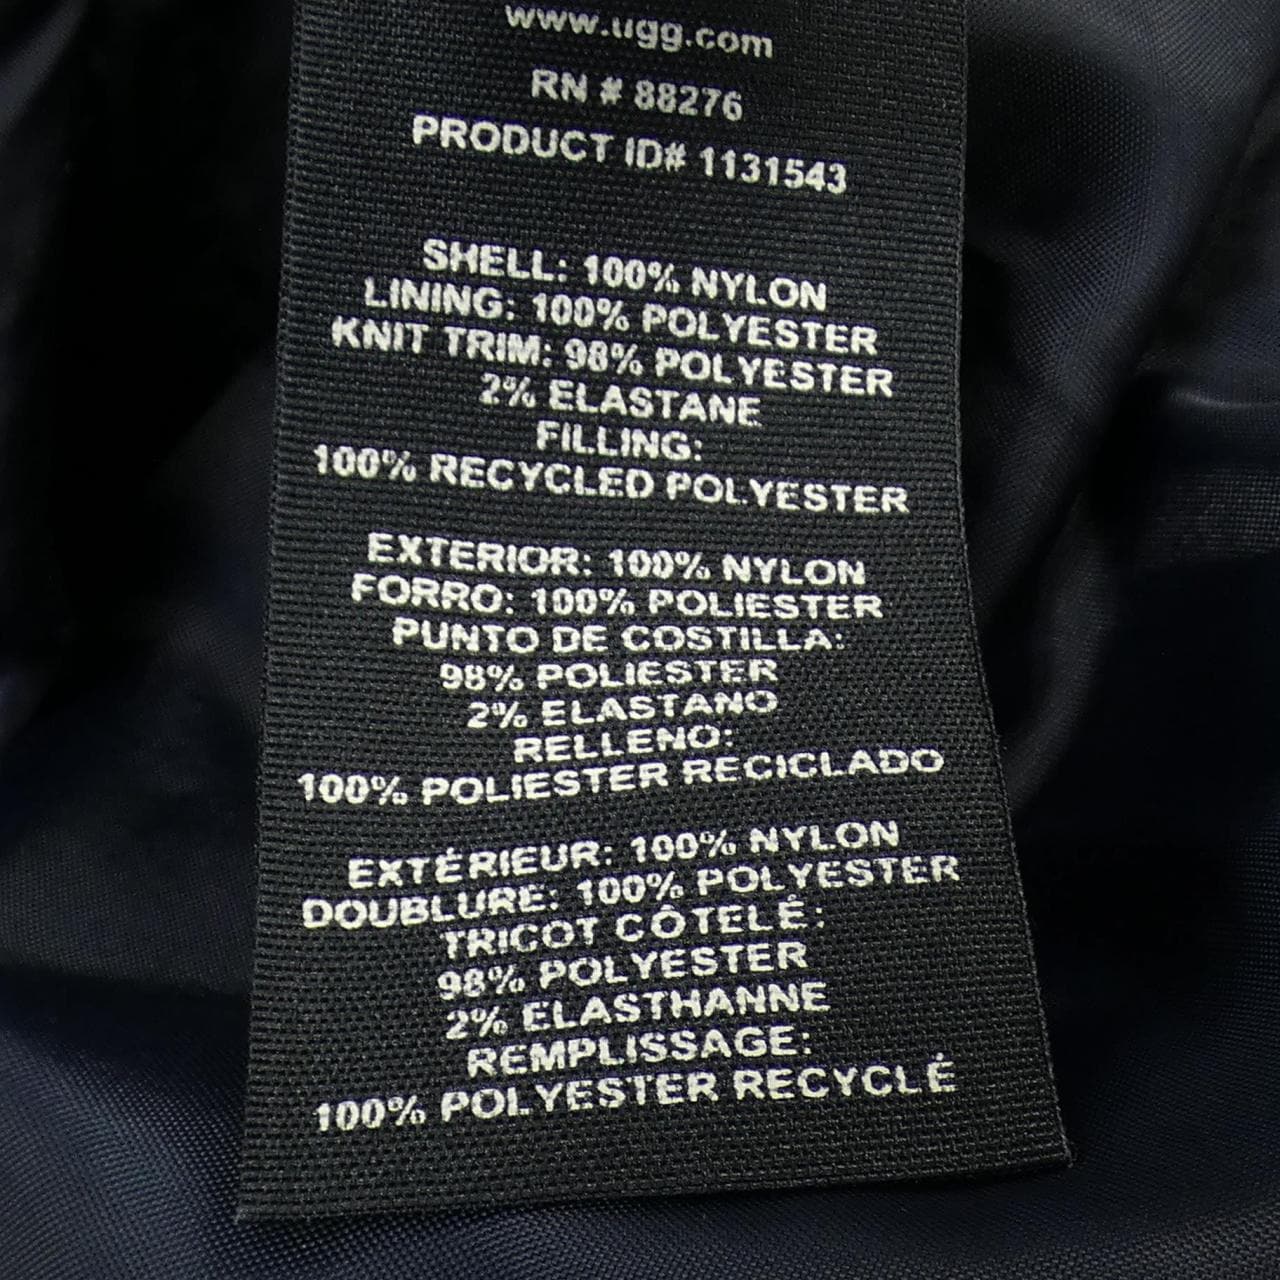 www.ugg.com
RN # 88276
PRODUCT ID# 1131543
SHELL: 100% NYLON
LINING: 100% POLYESTER
KNIT TRIM: 98% POLYESTER
2% ELASTANE
FILLING:
100% RECYCLED POLYESTER
EXTERIOR: 100% NYLON
FORRO: 100% POLIESTER
PUNTO DE COSTILLA:
98% POLIESTER
2% ELASTANO
RELLENO:
100% POLIESTER RECICLADO
EXTÉRIEUR: 100% NYLON
DOUBLURE: 100% POLYESTER
TRICOT CÔTELÉ:
98% POLYESTER
2% ELASTHANNE
REMPLISSAGE:
100% POLYESTER RECYCLÉ